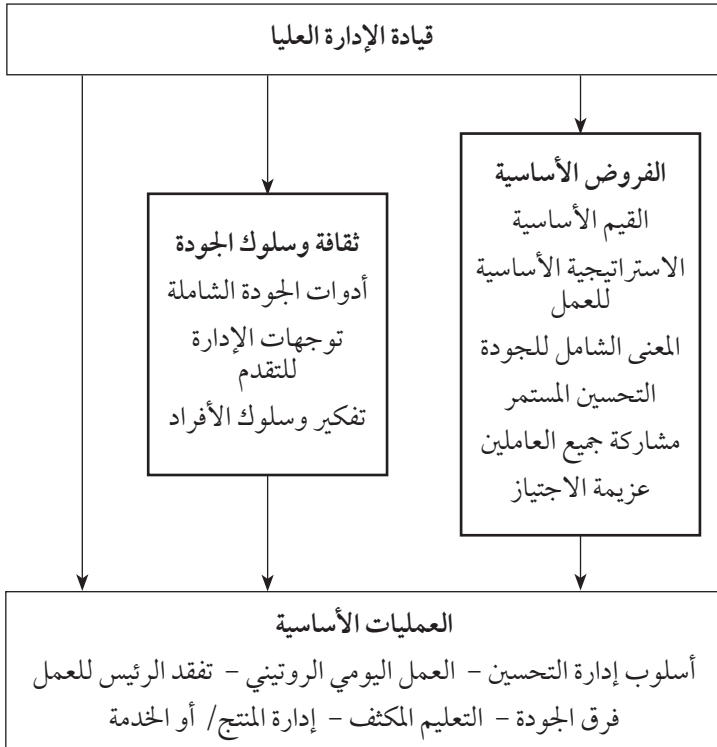 قيادة الإدارة العليا
الفروض الأساسية
القيم الأساسية
الاستراتيجية الأساسية
للعمل
المعنى الشامل للجودة
التحسين المستمر
مشاركة جميع العاملين
عزيمة الاجتياز
ثقافة وسلوك الجودة
أدوات الجودة الشاملة
توجهات الإدارة
للتقدم
تفكير وسلوك الأفراد
العمليات الأساسية
أسلوب إدارة التحسين – العمل اليومي الروتيني – تفقد الرئيس للعمل
فرق الجودة – التعليم المكثف – إدارة المنتج/ أو الخدمة